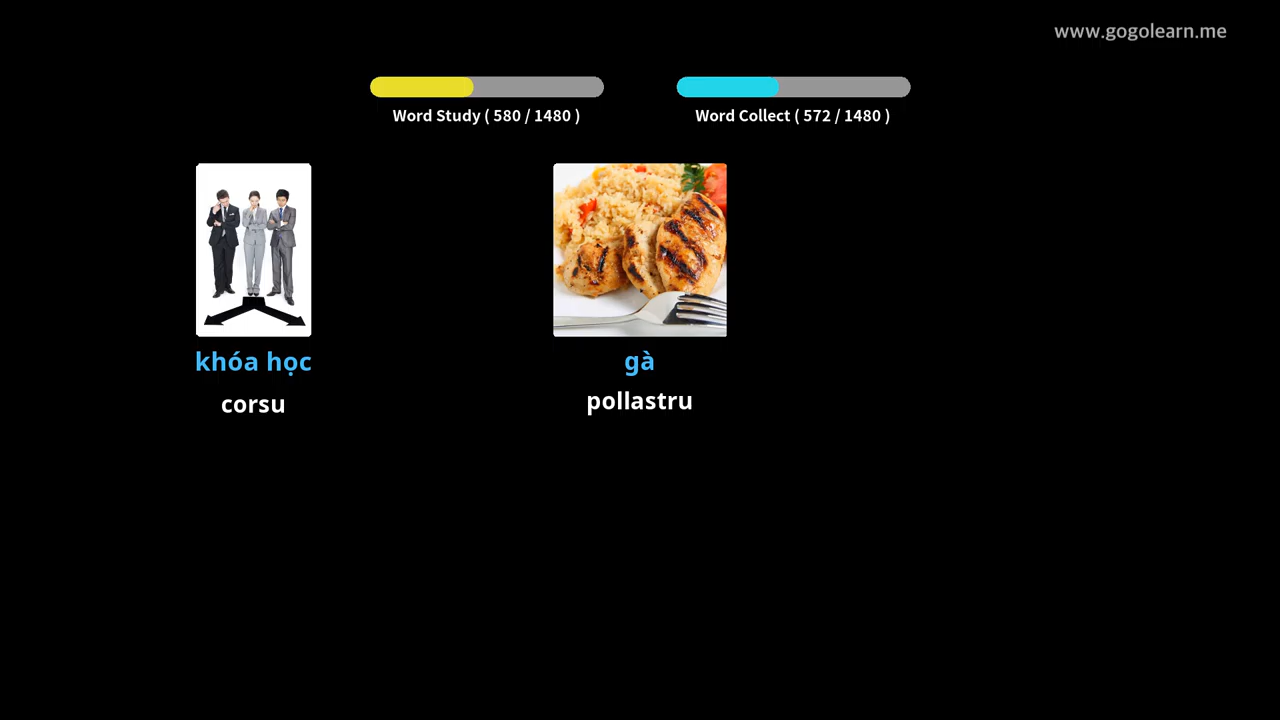 www.gogolearn.me
Word Study ( 580 / 1480 )
Word Collect ( 572 / 1480 )
khóa học
corsu
gà
pollastru